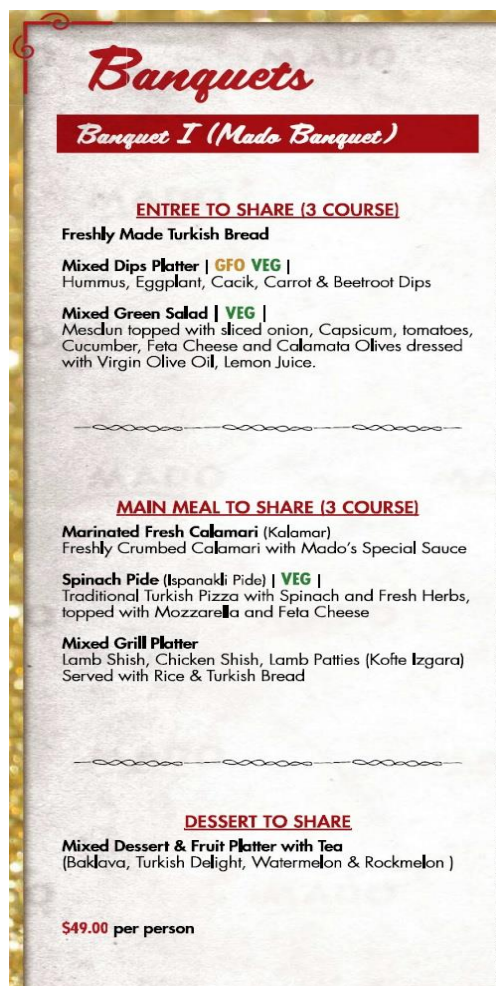 Banquets
Banquet I (Mado Banquet)
ENTREE TO SHARE (3 COURSE)
Freshly Made Turkish Bread
Mixed Dips Platter | GFO VEG |
Hummus, Eggplant, Cacik, Carrot & Beetroot Dips
Mixed Green Salad | VEG |
Mesclun topped with sliced onion, Capsicum, tomatoes,
Cucumber, Feta Cheese and Calamata Olives dressed
with Virgin Olive Oil, Lemon Juice.
MAIN MEAL TO SHARE (3 COURSE)
Marinated Fresh Calamari (Kalamar)
Freshly Crumbed Calamari with Mado's Special Sauce
Spinach Pide (Ispanakli Pide) | VEG |
Traditional Turkish Pizza with Spinach and Fresh Herbs,
topped with Mozzarella and Feta Cheese
Mixed Grill Platter
Lamb Shish, Chicken Shish, Lamb Patties (Kofte Izgara)
Served with Rice & Turkish Bread
DESSERT TO SHARE
Mixed Dessert & Fruit Platter with Tea
(Baklava, Turkish Delight, Watermelon & Rockmelon )
$49.00 per person